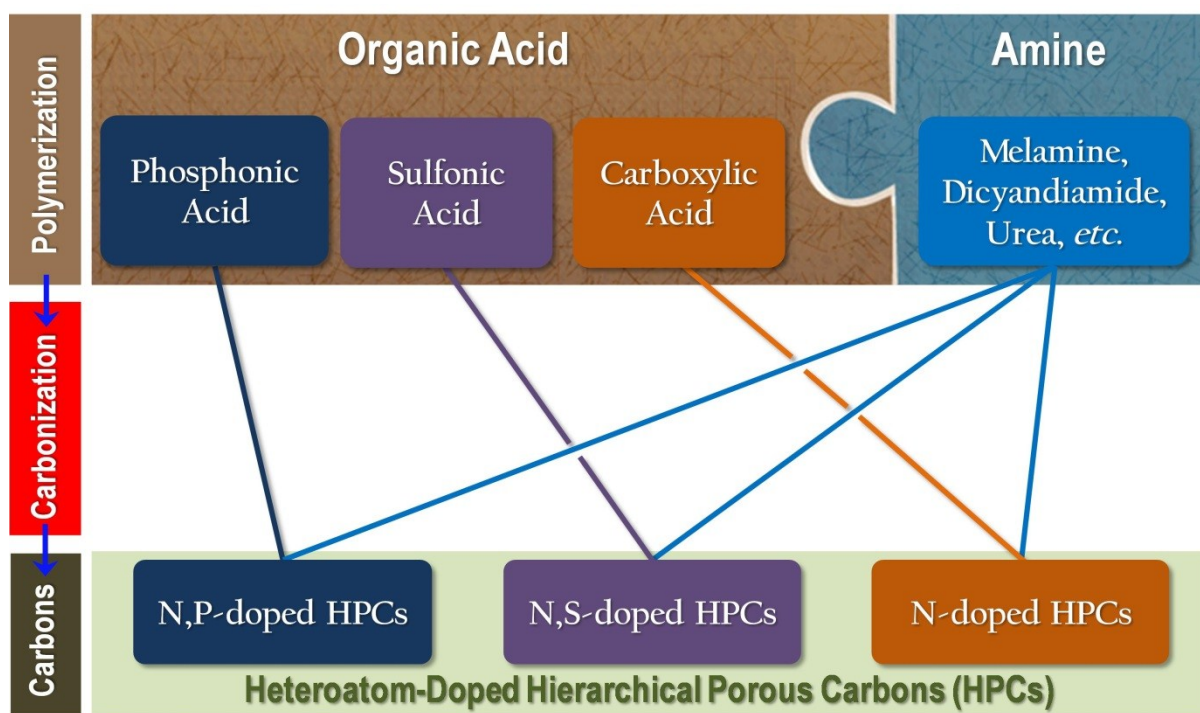 Organic Acid
Amine
Polymerization
Phosphonic
Acid
Sulfonic
Acid
Carboxylic
Acid
Melamine,
Dicyandiamide,
Urea, etc.
Carbonization
Carbons
N,P-doped HPCs
N,S-doped HPCs
N-doped HPCs
Heteroatom-Doped Hierarchical Porous Carbons (HPCs)